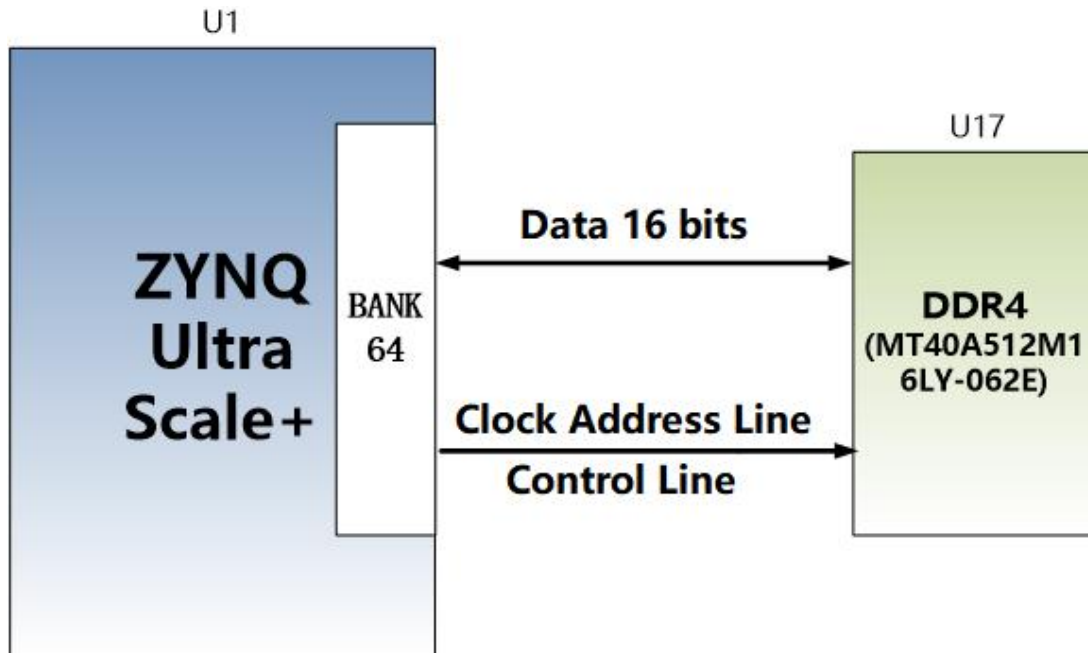 U1
U17
Data 16 bits
ZYNQ
Ultra
Scale+
BANK
64
DDR4
(MT40A512M1
6LY-062E)
Clock Address Line
Control Line